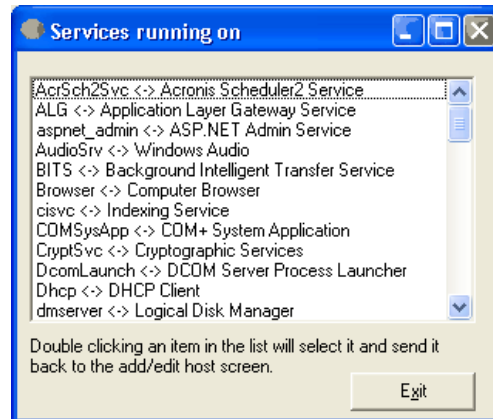 Services running on
AcrSch2Svc <-> Acronis Scheduler2 Service
ALG <-> Application Layer Gateway Service
aspnet_admin <-> ASP.NET Admin Service
AudioSrv <-> Windows Audio
BITS <-> Background Intelligent Transfer Service
Browser <-> Computer Browser
cisvc <-> Indexing Service
COMSysApp <-> COM+ System Application
CryptSvc <-> Cryptographic Services
DcomLaunch <-> DCOM Server Process Launcher
Dhcp <-> DHCP Client
dmserver <-> Logical Disk Manager
Double clicking an item in the list will select it and send it
back to the add/edit host screen.
Exit